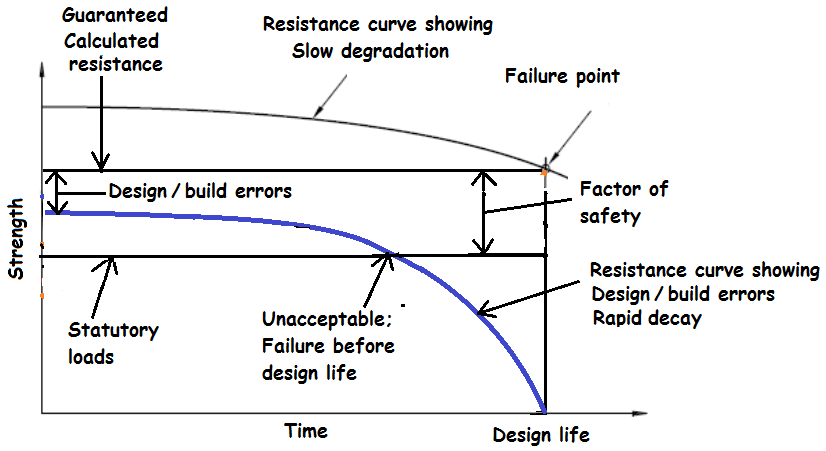 Guaranteed
Calculated
resistance
Resistance curve showing
Slow degradation
Failure point
Design / build errors
Factor of
safety
Strength
Resistance curve showing
Design / build errors
Rapid decay
Statutory
loads
Unacceptable;
Failure before
design life
Time
Design life